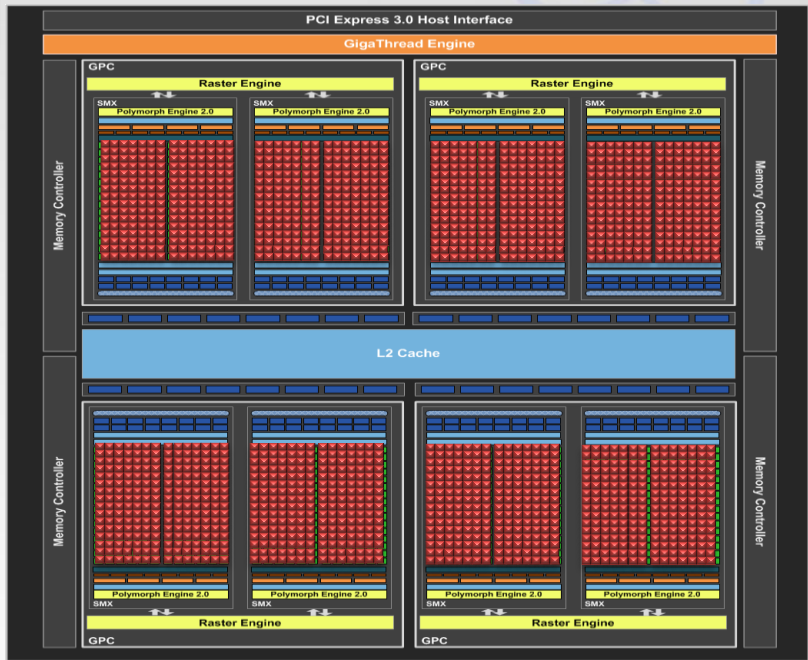 PCI Express 3.0 Host Interface
GigaThread Engine
Memory Controller
GPC
Raster Engine
SMX
Polymorph Engine 2.0
Polymorph Engine 2.0
GPC
Raster Engine
SMX
Polymorph Engine 2.0
SMX
Polymorph Engine 2.0
Memory Controller
L2 Cache
Memory Controller
Polymorph Engine 2.0
SMX
Polymorph Engine 2.0
SMX
Raster Engine
GPC
Polymorph Engine 2.0
SMX
Polymorph Engine 2.0
SMX
Raster Engine
GPC
Memory Controller